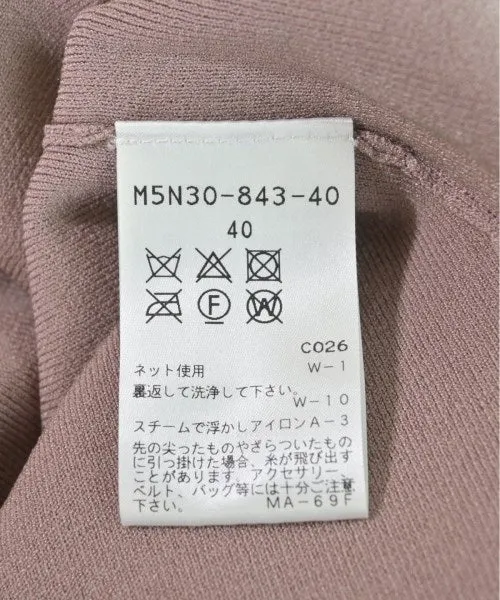 M5N30-843-40
40
F W
C026
ネット使用 W-1
裏返して洗浄して下さい。
W-10
スチームで浮かしアイロン A-3
先の尖ったものやざらついたもの
に引っ掛けた場合、糸が飛び出す
ことがあります。アクセサリー、
ベルト、バッグ等には十分ご注意
下さい。 MA-69F